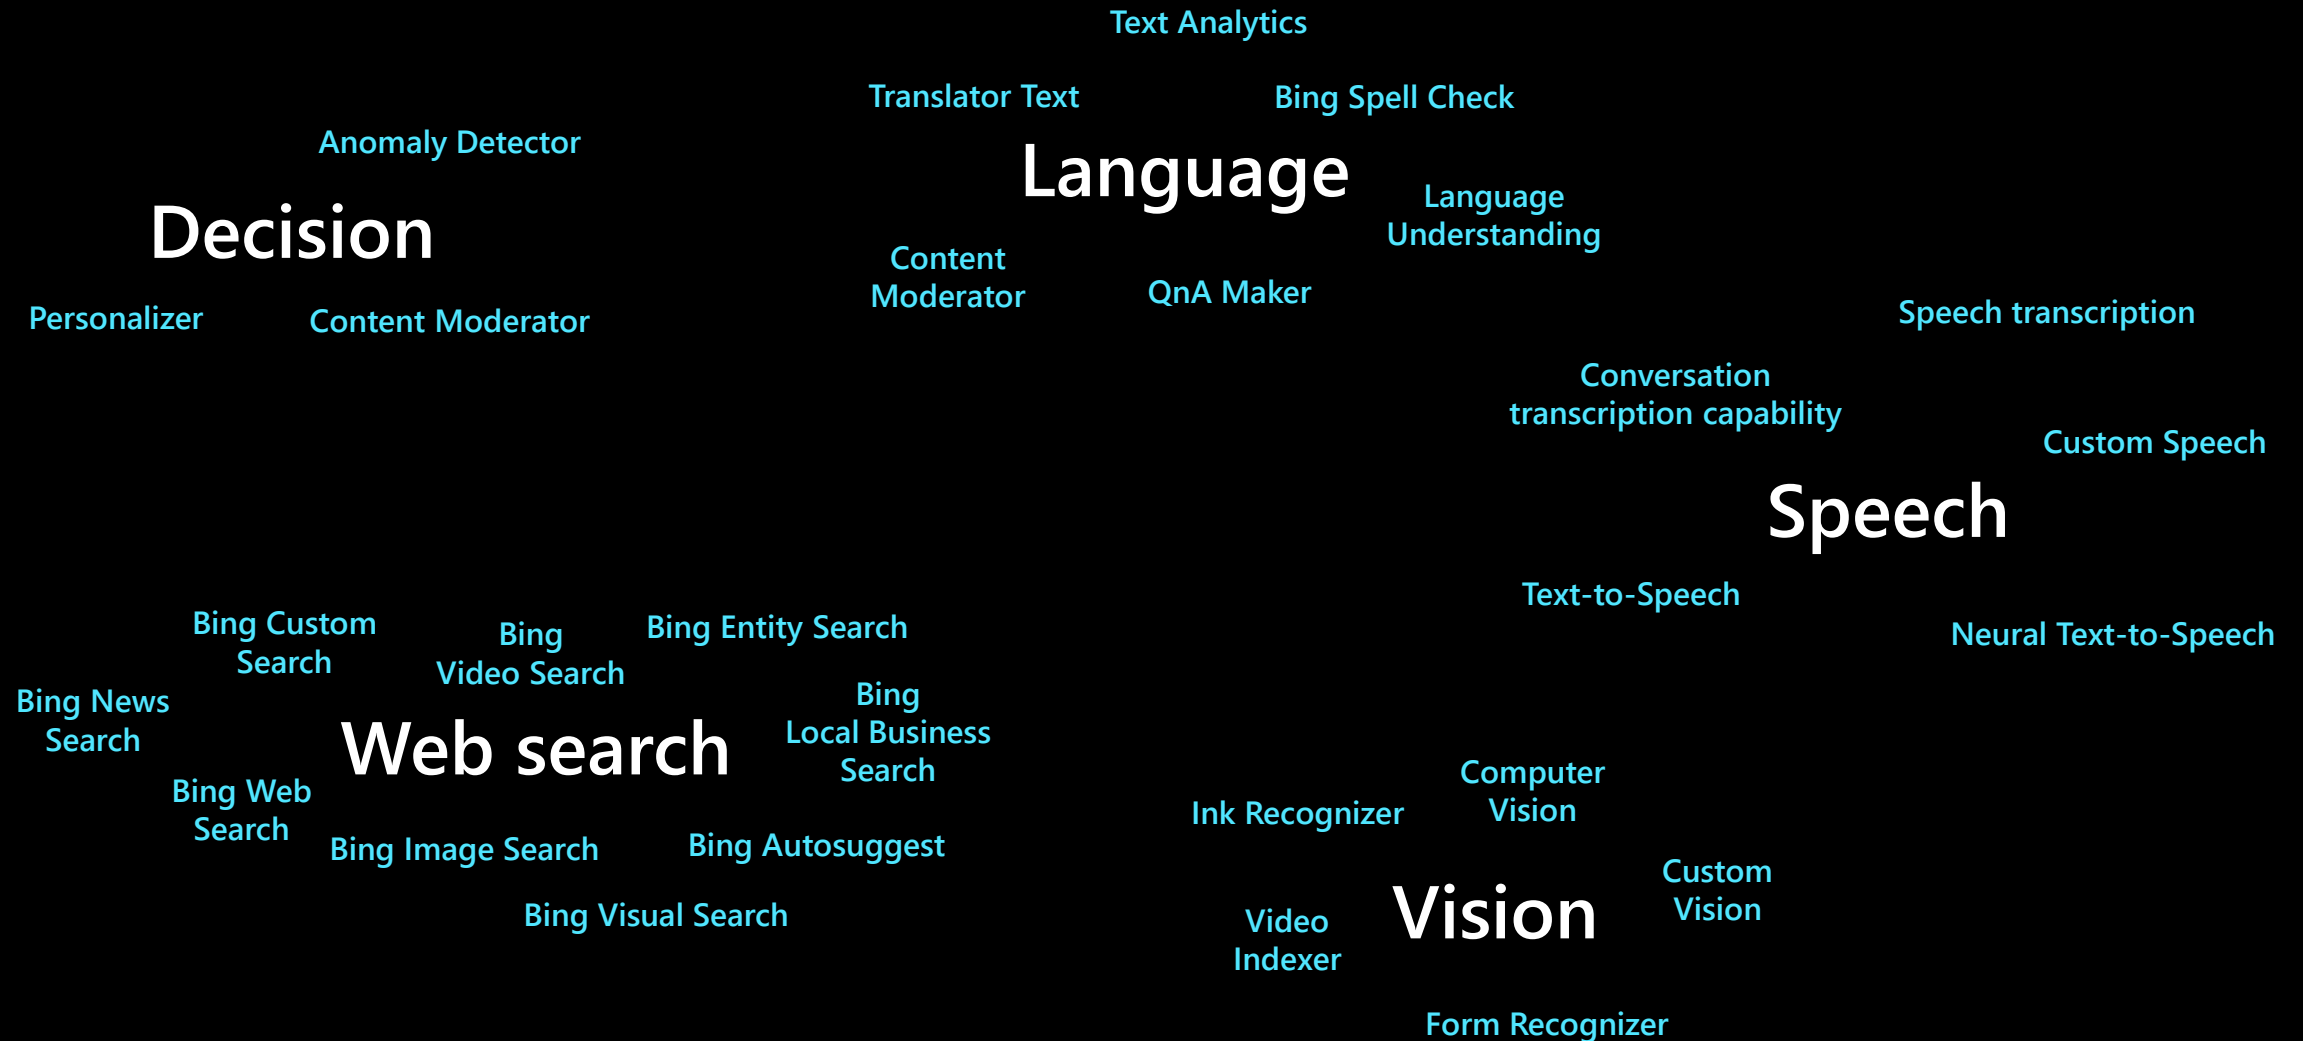 Text Analytics
Translator Text
Bing Spell Check
Language
Language
Understanding
Content
Moderator
QnA Maker
Anomaly Detector
Decision
Personalizer
Content Moderator
Speech transcription
Conversation
transcription capability
Custom Speech
Speech
Text-to-Speech
Neural Text-to-Speech
Bing Custom
Search
Bing
Video Search
Bing Entity Search
Bing News
Search
Web search
Bing
Local Business
Search
Bing Web
Search
Bing Image Search
Bing Autosuggest
Bing Visual Search
Computer
Vision
Ink Recognizer
Custom
Vision
Vision
Video
Indexer
Form Recognizer